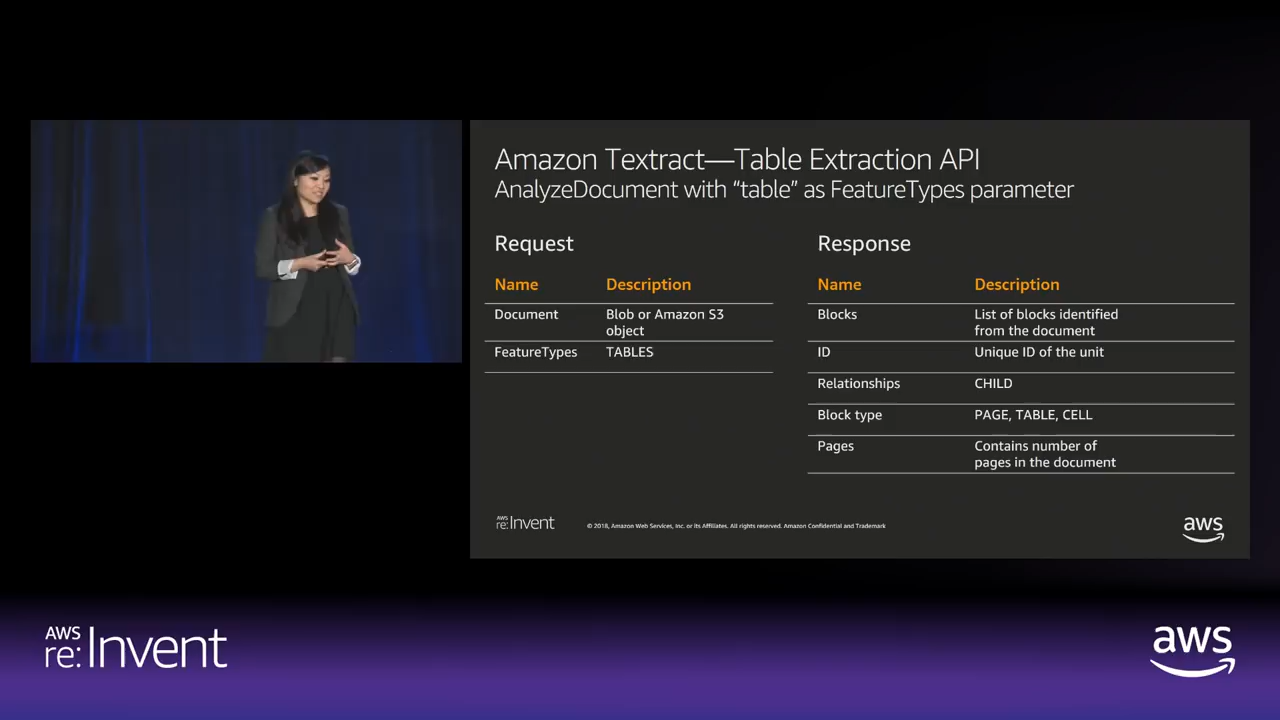 Amazon Textract—Table Extraction API
AnalyzeDocument with “table” as FeatureTypes parameter
Request
Name Description
Document Blob or Amazon S3
object
FeatureTypes TABLES
Response
Name Description
Blocks List of blocks identified
from the document
ID Unique ID of the unit
Relationships CHILD
Block type PAGE, TABLE, CELL
Pages Contains number of
pages in the document
AWS
re:Invent
© 2018, Amazon Web Services, Inc. or its Affiliates. All rights reserved. Amazon Confidential and Trademark
aws
AWS
re:Invent
aws